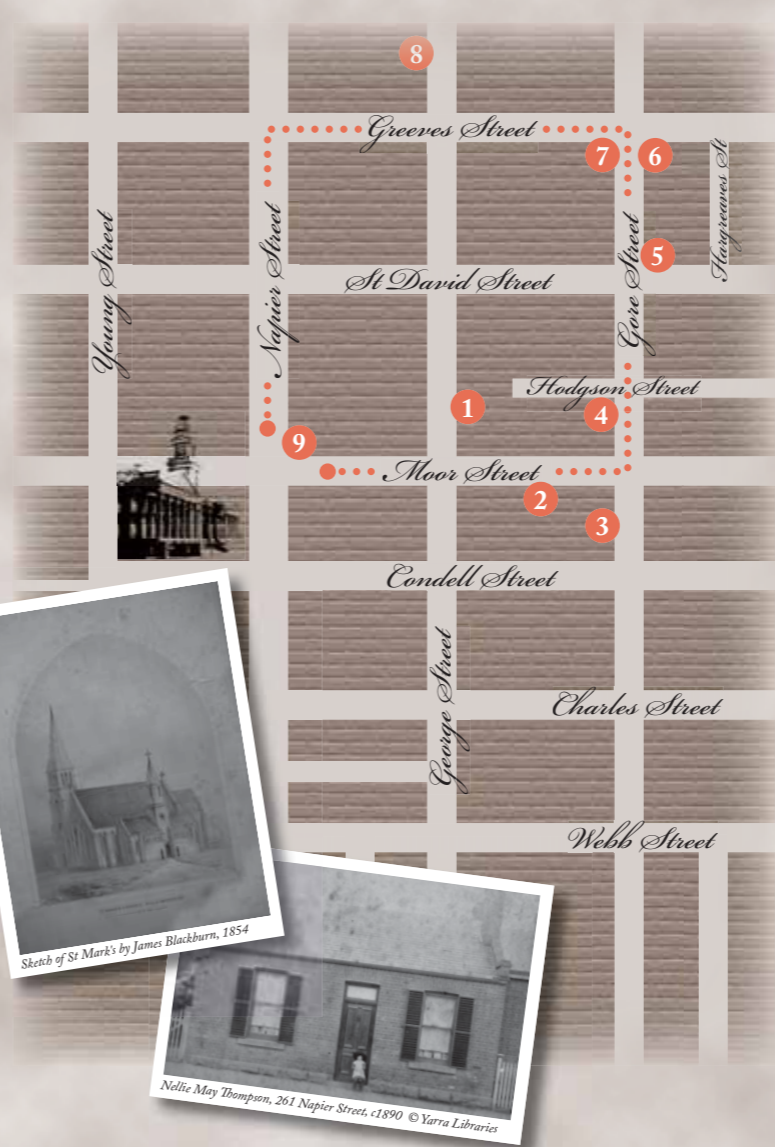 8
Greeves Street
7
6
Hargreaves St
Young Street
Napier Street
Gore Street
5
St David Street
Hodgson Street
1
4
9
Moor Street
2
3
Condell Street
George Street
Charles Street
Webb Street
Sketch of St Mark's by James Blackburn, 1854
Nellie May Thompson, 261 Napier Street, c1890 © Yarra Libraries